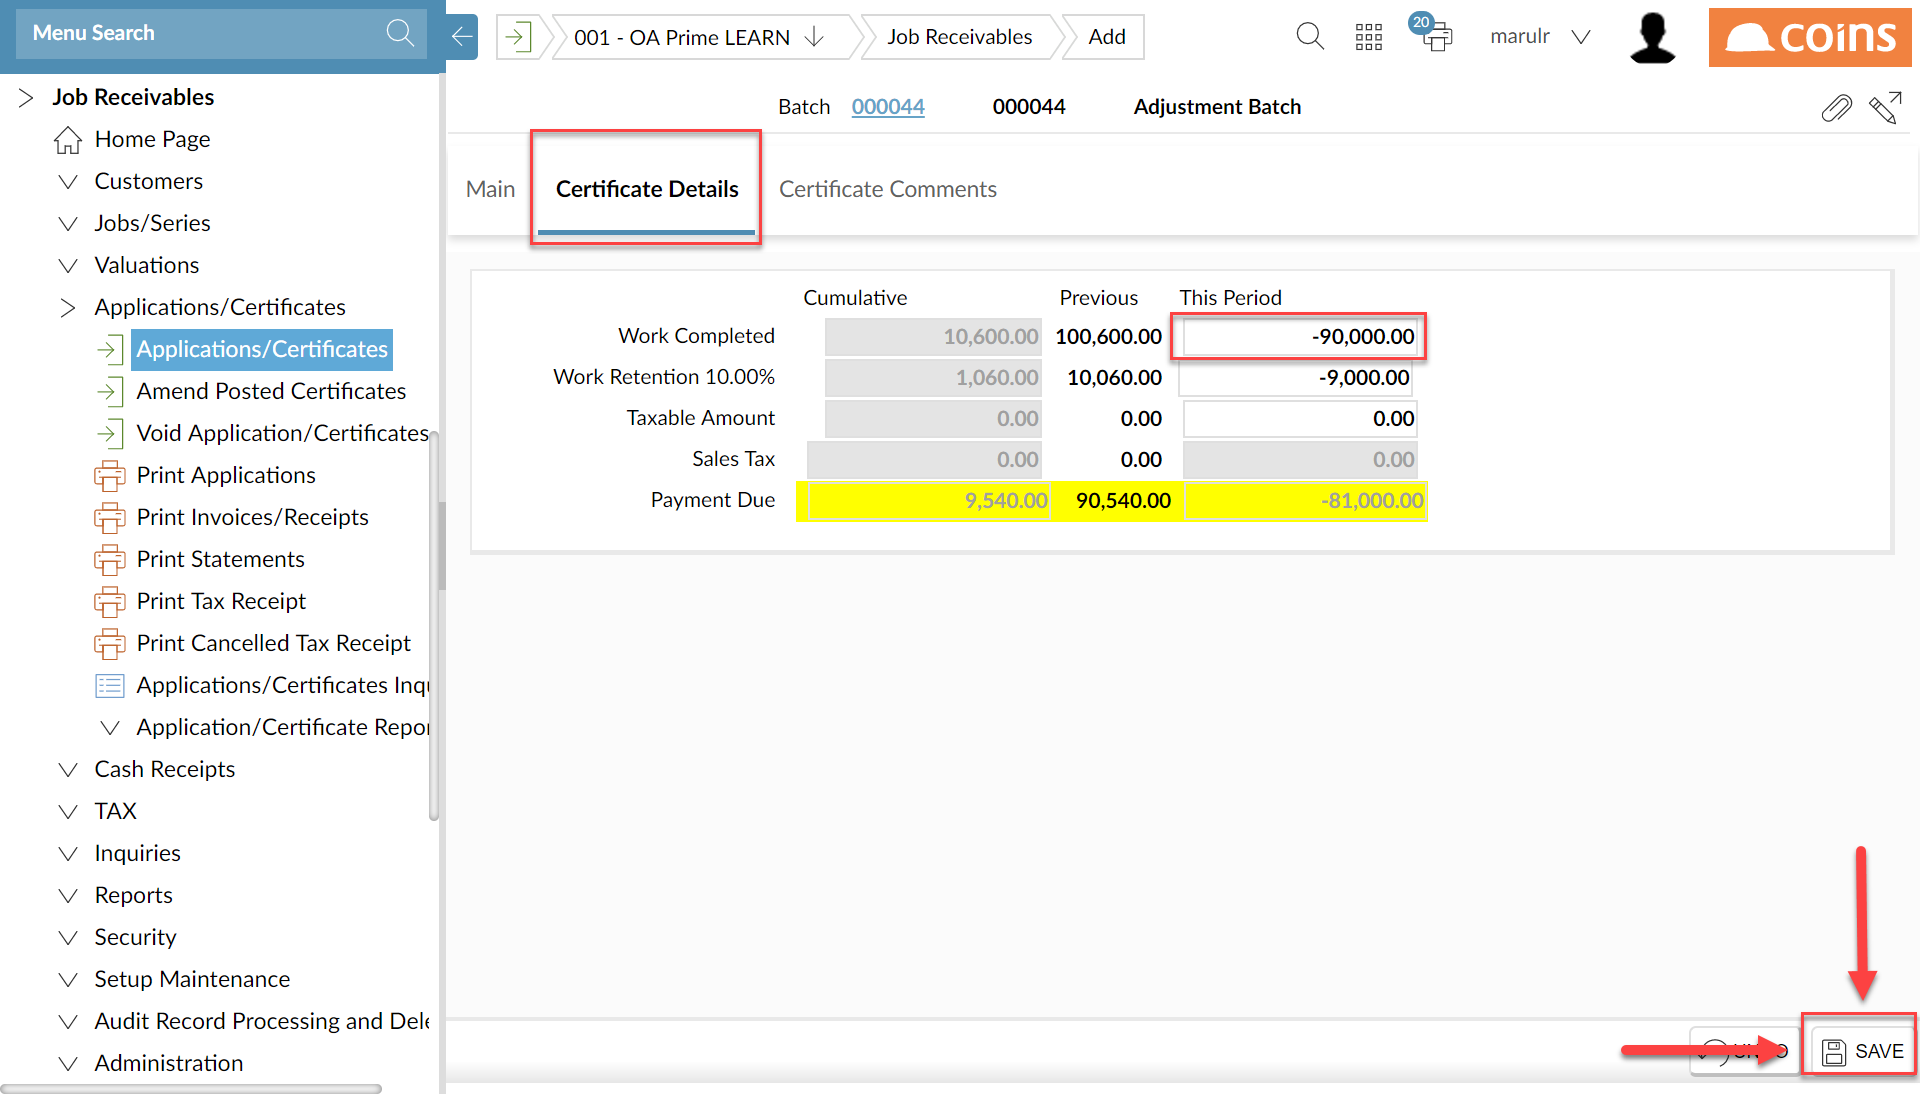 Menu Search
001 - OA Prime LEARN
Job Receivables
Add
20
marulr
coins
Job Receivables
Home Page
Customers
Jobs/Series
Valuations
Applications/Certificates
Applications/Certificates
Amend Posted Certificates
Void Application/Certificates
Print Applications
Print Invoices/Receipts
Print Statements
Print Tax Receipt
Print Cancelled Tax Receipt
Applications/Certificates Inqu
Application/Certificate Repor
Cash Receipts
TAX
Inquiries
Reports
Security
Setup Maintenance
Audit Record Processing and Dele
Administration
Batch 000044 000044 Adjustment Batch
Main Certificate Details Certificate Comments
Cumulative Previous This Period
Work Completed 10,600.00 100,600.00 -90,000.00
Work Retention 10.00% 1,060.00 10,060.00 -9,000.00
Taxable Amount 0.00 0.00 0.00
Sales Tax 0.00 0.00 0.00
Payment Due 9,540.00 90,540.00 -81,000.00
SAVE